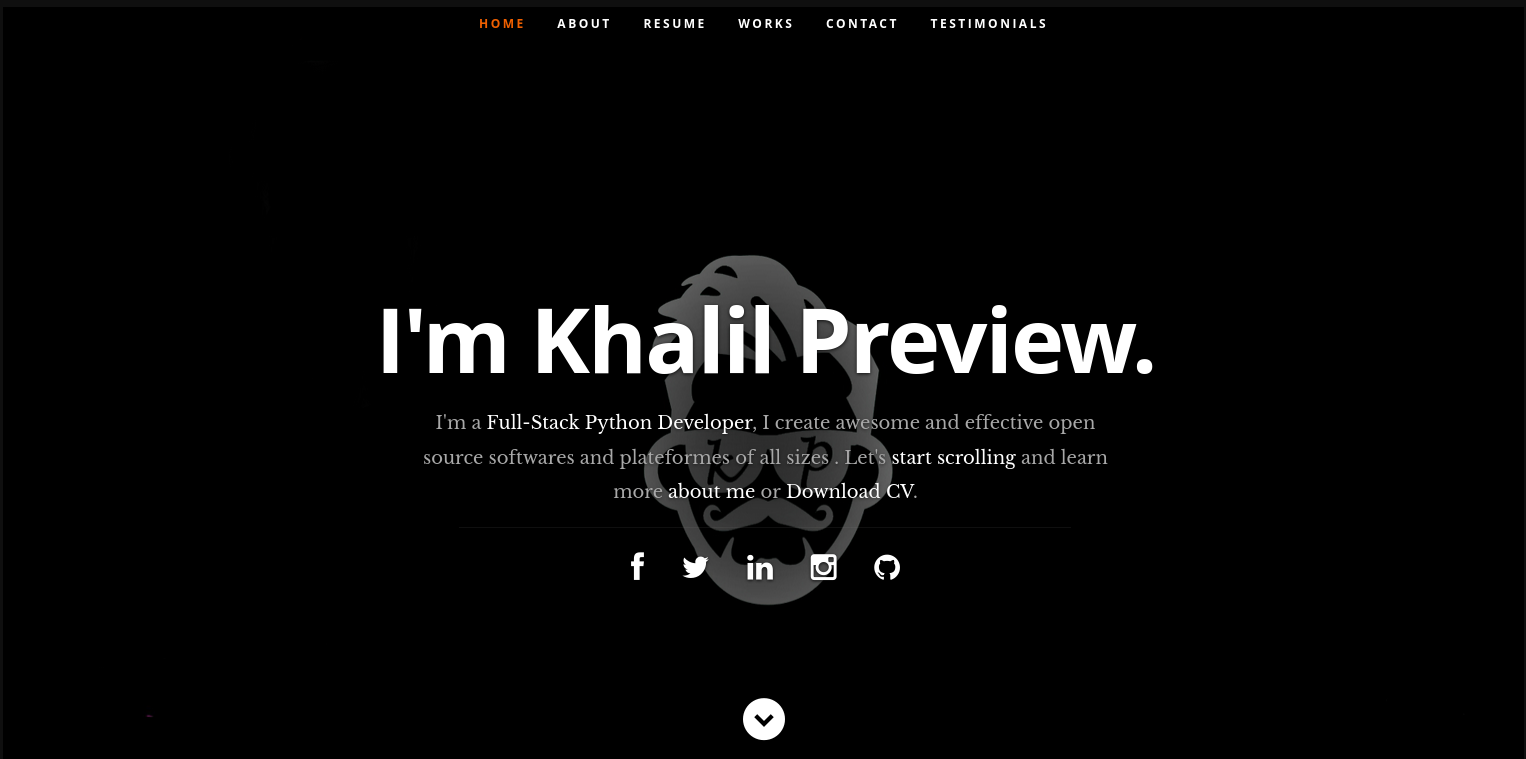 HOME ABOUT RESUME WORKS CONTACT TESTIMONIALS
I'm Khalil Preview.
I'm a Full-Stack Python Developer, I create awesome and effective open
source softwares and plateformes of all sizes . Let's start scrolling and learn
more about me or Download CV.